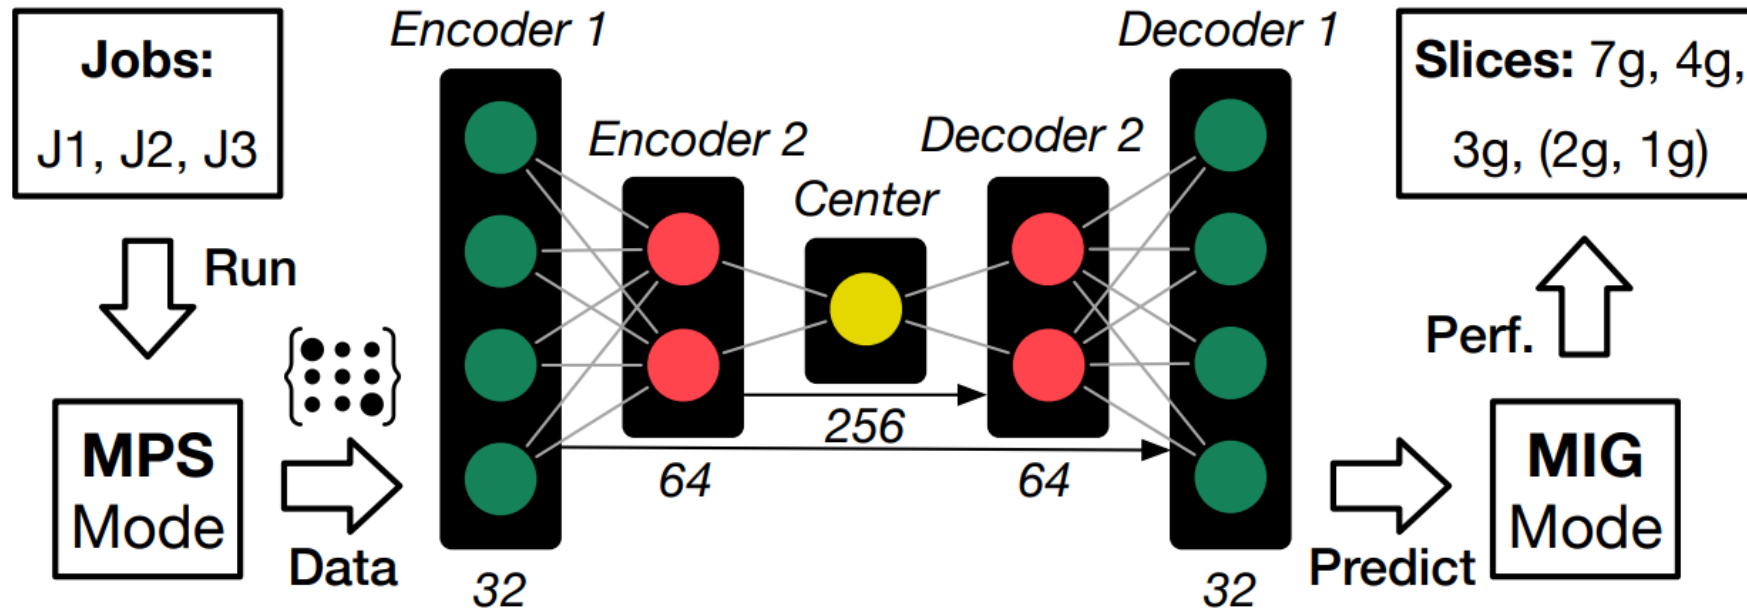 Jobs:
J1, J2, J3
Run
MPS
Mode
Data
Encoder 1
Encoder 2
Center
Decoder 2
Decoder 1
256
64
64
32
32
Predict
MIG
Mode
Perf.
Slices: 7g, 4g,
3g, (2g, 1g)